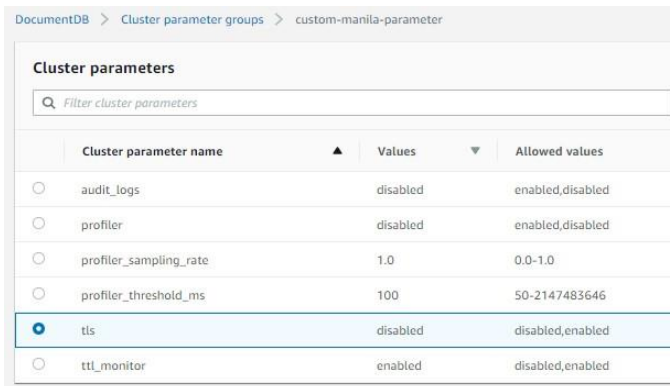 DocumentDB > Cluster parameter groups > custom-manila-parameter
Cluster parameters
Filter cluster parameters
Cluster parameter name ▲ Values ▼ Allowed values
audit_logs disabled enabled,disabled
profiler disabled enabled,disabled
profiler_sampling_rate 1.0 0.0-1.0
profiler_threshold_ms 100 50-2147483646
tls disabled disabled,enabled
ttl_monitor enabled disabled,enabled